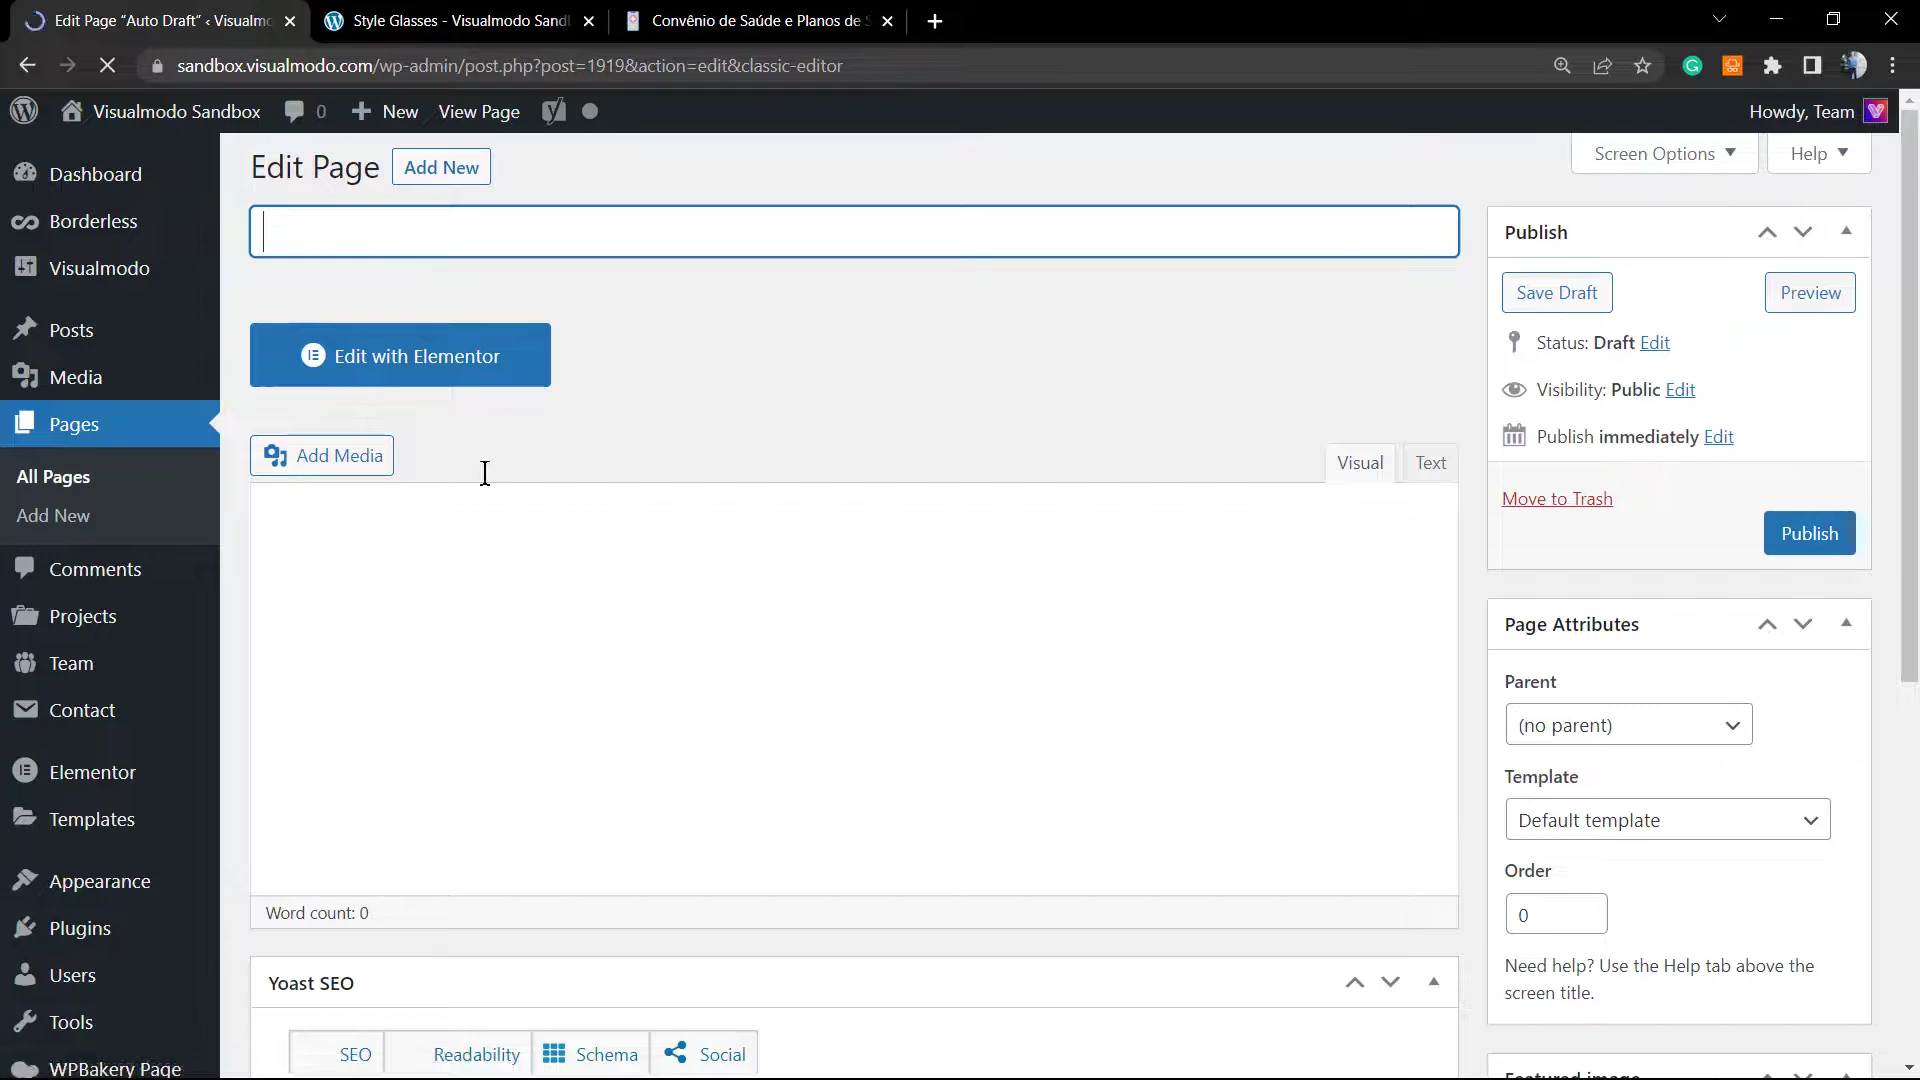 Edit Page “Auto Draft” ‹ Visualmo
Style Glasses - Visualmodo Sandl
Convênio de Saúde e Planos de S
sandbox.visualmodo.com/wp-admin/post.php?post=1919&action=edit&classic-editor
Visualmodo Sandbox
0
New
View Page
Howdy, Team
Edit Page
Add New
Screen Options
Help
Dashboard
Borderless
Visualmodo
Posts
Media
Pages
All Pages
Add New
Comments
Projects
Team
Contact
Elementor
Templates
Appearance
Plugins
Users
Tools
WPBakery Page
Edit with Elementor
Add Media
Visual
Text
Word count: 0
Yoast SEO
SEO
Readability
Schema
Social
Publish
Save Draft
Preview
Status: Draft Edit
Visibility: Public Edit
Publish immediately Edit
Move to Trash
Publish
Page Attributes
Parent
(no parent)
Template
Default template
Order
0
Need help? Use the Help tab above the
screen title.
Featured image